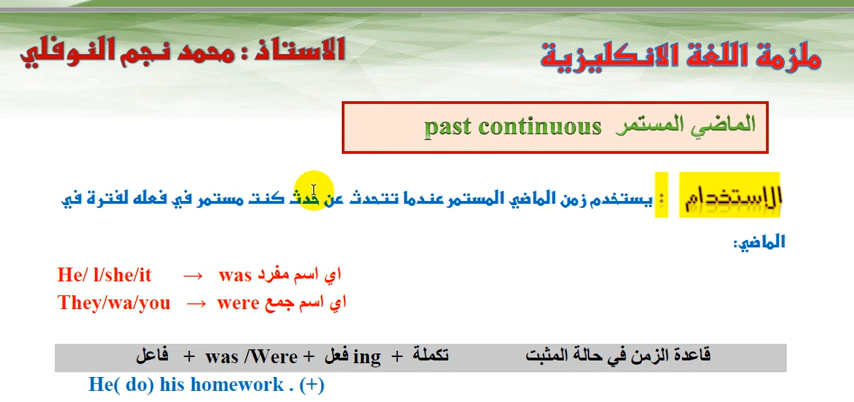 ملزمة اللغة الانكليزية الاستاذ : محمد نجم النوفلي
الماضي المستمر past continuous
الاستخدام : يستخدم زمن الماضي المستمر عندما تتحدث عن حدث كنت مستمر في فعله لفترة في
الماضي:
He/ l/she/it → was اي اسم مفرد
They/wa/you → were اي اسم جمع
قاعدة الزمن في حالة المثبت تكملة + ing فعل + was /Were + فاعل
He( do) his homework . (+)